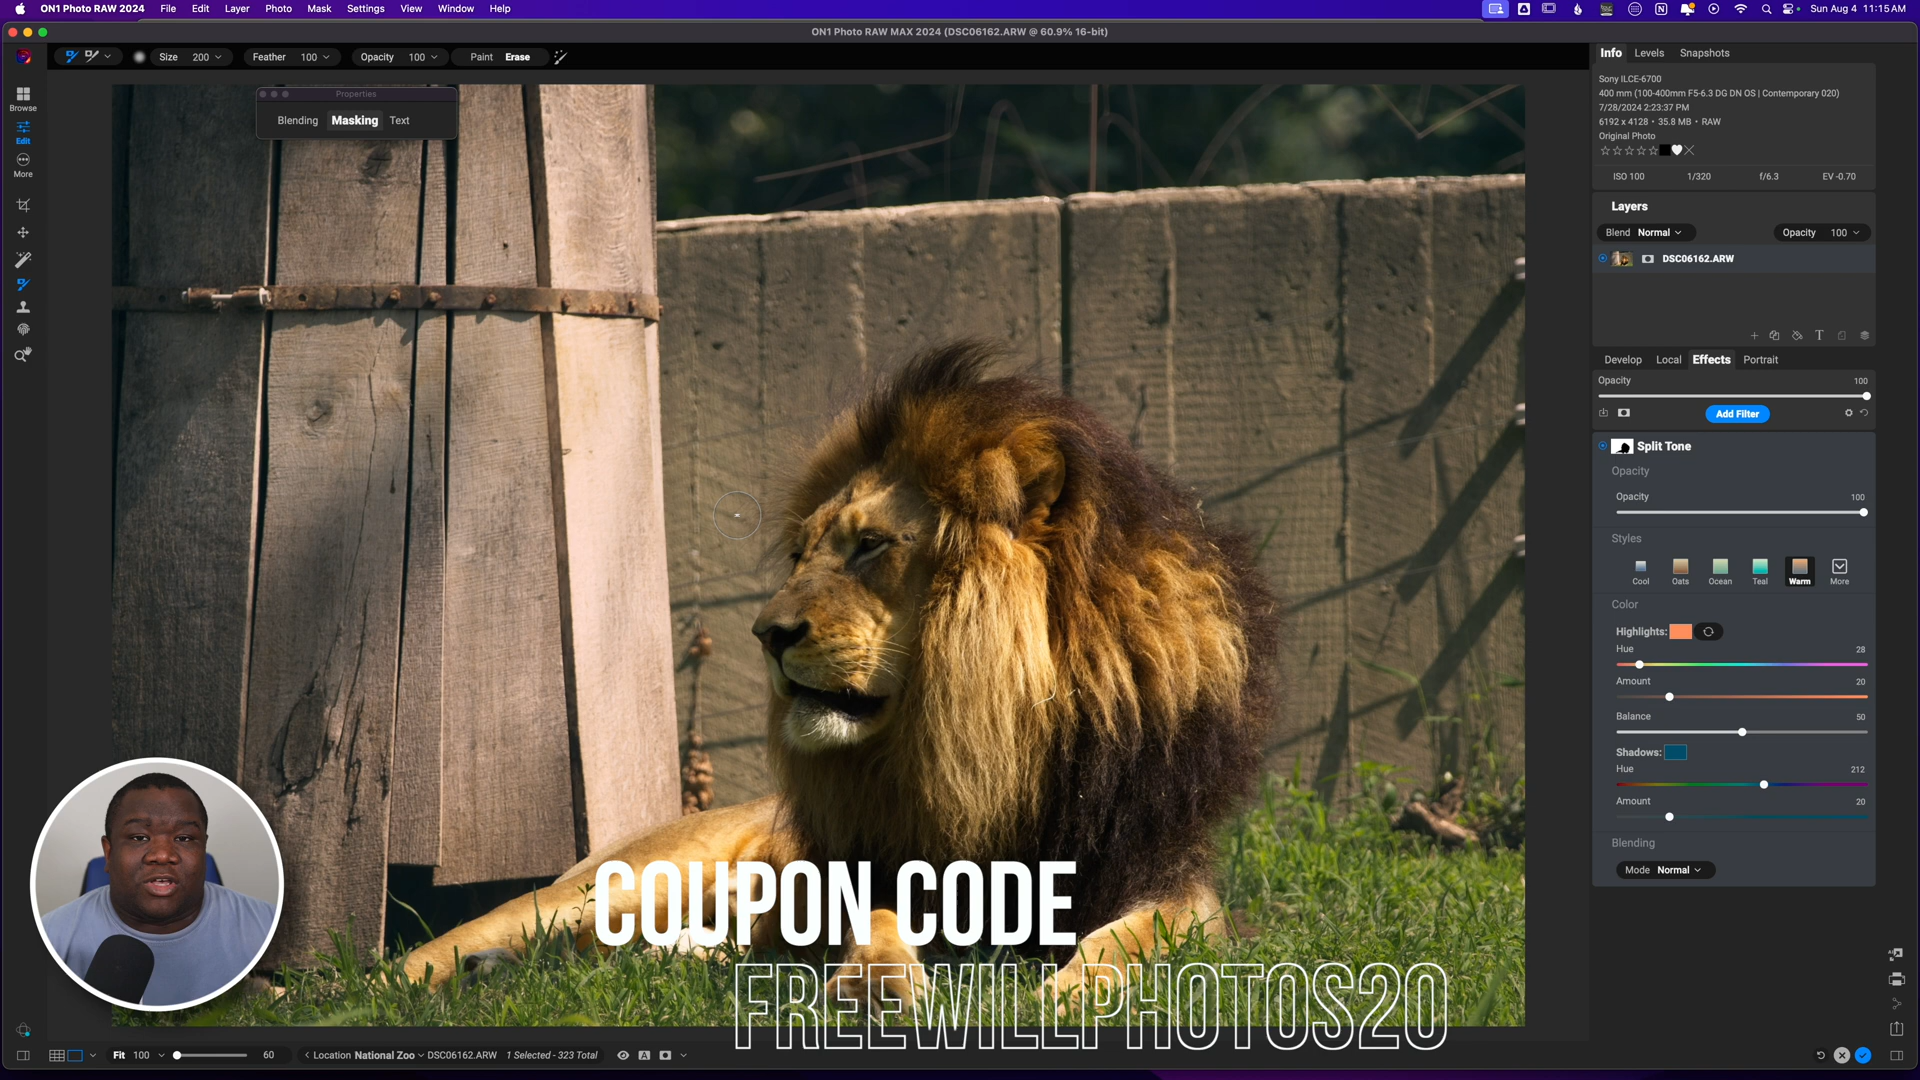 ON1 Photo RAW 2024 File Edit Layer Photo Mask Settings View Window Help
Sun Aug 4 11:15 AM
ON1 Photo RAW MAX 2024 (DSC06162.ARW @ 60.9% 16-bit)
Size 200 Feather 100 Opacity 100 Paint Erase
Properties
Blending Masking Text
Browse
Edit
More
Info Levels Snapshots
Sony ILCE-6700
400 mm (100-400mm F5-6.3 DG DN OS | Contemporary 020)
7/28/2024 2:23:37 PM
6192 x 4128 • 35.8 MB • RAW
Original Photo
ISO 100 1/320 f/6.3 EV -0.70
Layers
Blend Normal Opacity 100
DSC06162.ARW
Develop Local Effects Portrait
Opacity 100
Add Filter
Split Tone
Opacity
Opacity 100
Styles
Cool Oats Ocean Teal Warm More
Color
Highlights:
Hue 28
Amount 20
Balance 50
Shadows:
Hue 212
Amount 20
Blending
Mode Normal
COUPON CODE
FREEWILLPHOTOS20
Fit 100 60 Location National Zoo DSC06162.ARW 1 Selected - 323 Total